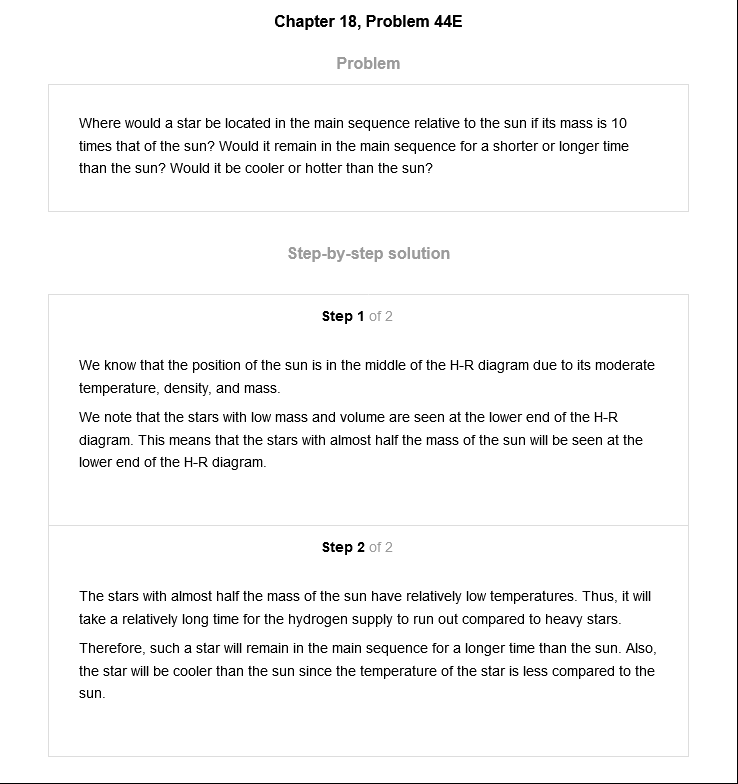 Chapter 18, Problem 44E
Problem
Where would a star be located in the main sequence relative to the sun if its mass is 10
times that of the sun? Would it remain in the main sequence for a shorter or longer time
than the sun? Would it be cooler or hotter than the sun?
Step-by-step solution
Step 1 of 2
We know that the position of the sun is in the middle of the H-R diagram due to its moderate
temperature, density, and mass.
We note that the stars with low mass and volume are seen at the lower end of the H-R
diagram. This means that the stars with almost half the mass of the sun will be seen at the
lower end of the H-R diagram.
Step 2 of 2
The stars with almost half the mass of the sun have relatively low temperatures. Thus, it will
take a relatively long time for the hydrogen supply to run out compared to heavy stars.
Therefore, such a star will remain in the main sequence for a longer time than the sun. Also,
the star will be cooler than the sun since the temperature of the star is less compared to the
sun.